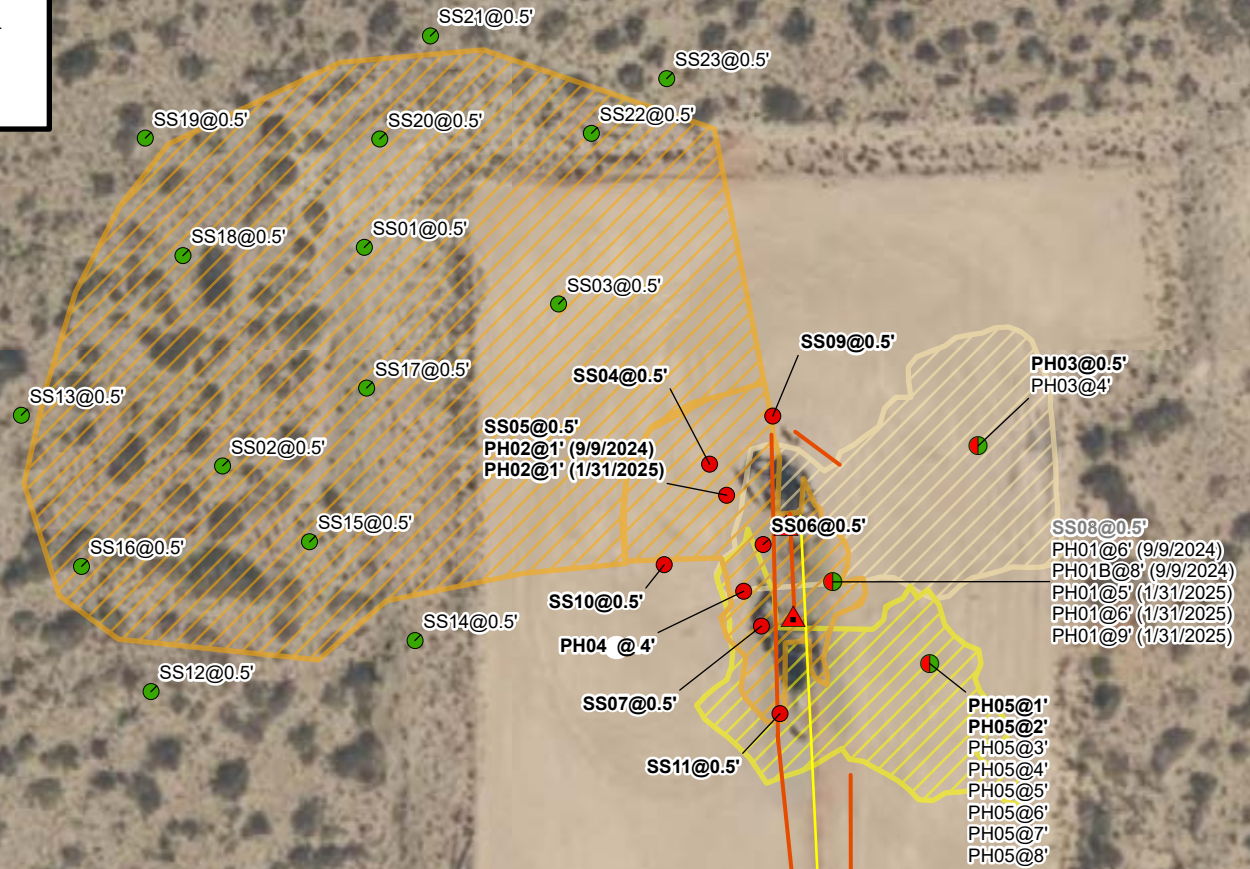 SS21@0.5'
SS23@0.5'
SS19@0.5'
SS20@0.5'
SS22@0.5'
SS18@0.5'
SS01@0.5'
SS03@0.5'
SS09@0.5'
SS04@0.5'
PH03@0.5'
PH03@4'
SS17@0.5'
SS13@0.5'
SS05@0.5'
PH02@1' (9/9/2024)
PH02@1' (1/31/2025)
SS02@0.5'
SS15@0.5'
SS06@0.5'
SS16@0.5'
SS08@0.5'
PH01@6' (9/9/2024)
PH01B@8' (9/9/2024)
PH01@5' (1/31/2025)
PH01@6' (1/31/2025)
PH01@9' (1/31/2025)
SS10@0.5'
SS14@0.5'
PH04 @ 4'
SS12@0.5'
SS07@0.5'
SS11@0.5'
PH05@1'
PH05@2'
PH05@3'
PH05@4'
PH05@5'
PH05@6'
PH05@7'
PH05@8'